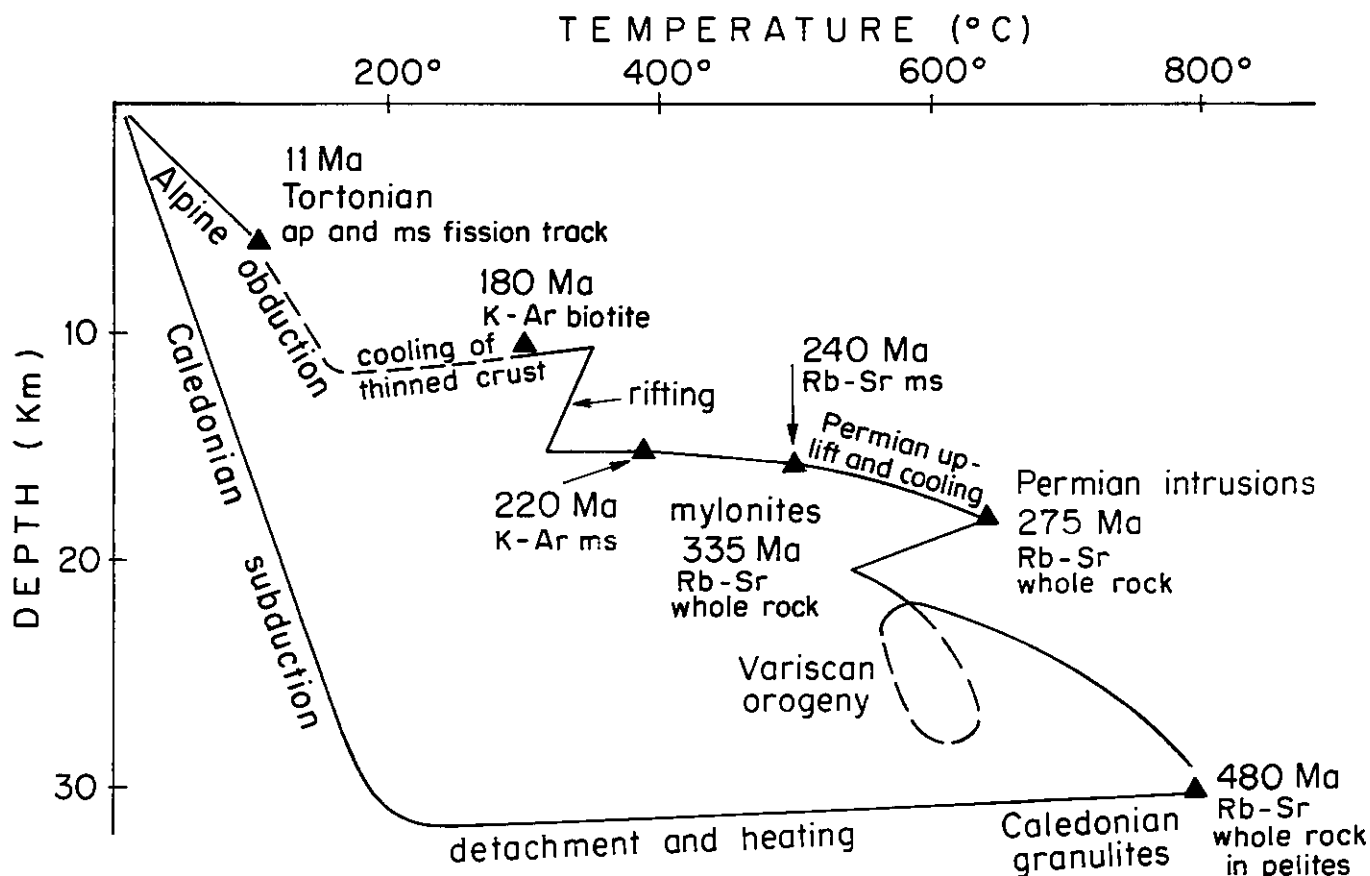 TEMPERATURE (°C)
200°
400°
600°
800°
11 Ma
Tortonian
ap and ms fission track
Alpine
obduction
180 Ma
K-Ar biotite
10
cooling of
thinned crust
240 Ma
Rb-Sr ms
rifting
Permian up-
lift and cooling
Caledonian
subduction
DEPTH (Km)
220 Ma
K-Ar ms
mylonites
335 Ma
Rb-Sr
whole rock
Permian intrusions
275 Ma
Rb-Sr
whole rock
20
Variscan
orogeny
30
detachment and heating
Caledonian
granulites
480 Ma
Rb-Sr
whole rock
in pelites